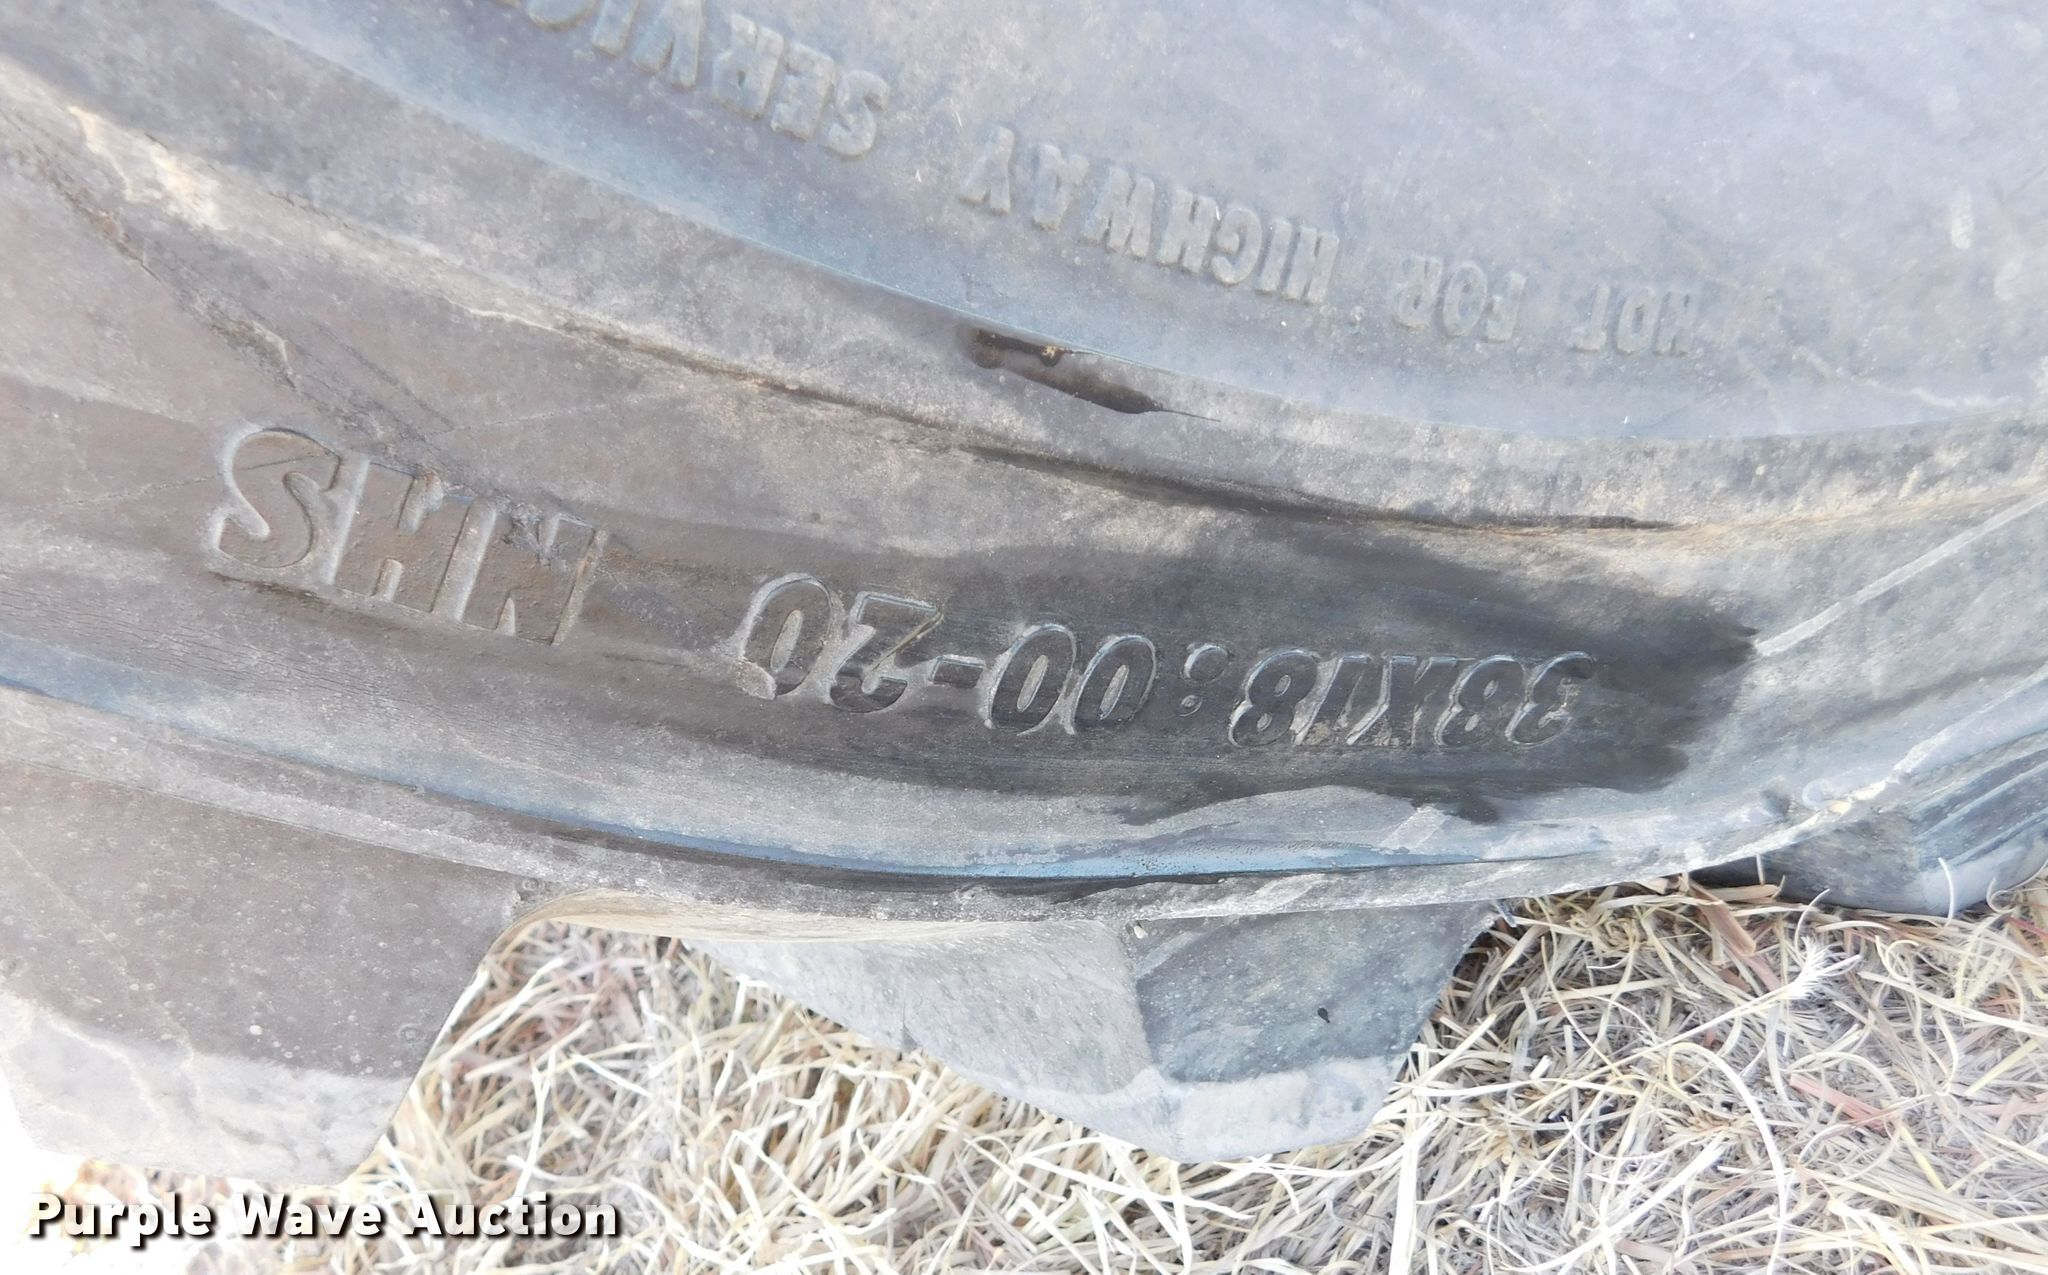 NOT FOR HIGHWAY
38X18:00-20 NHS
Purple Wave Auction